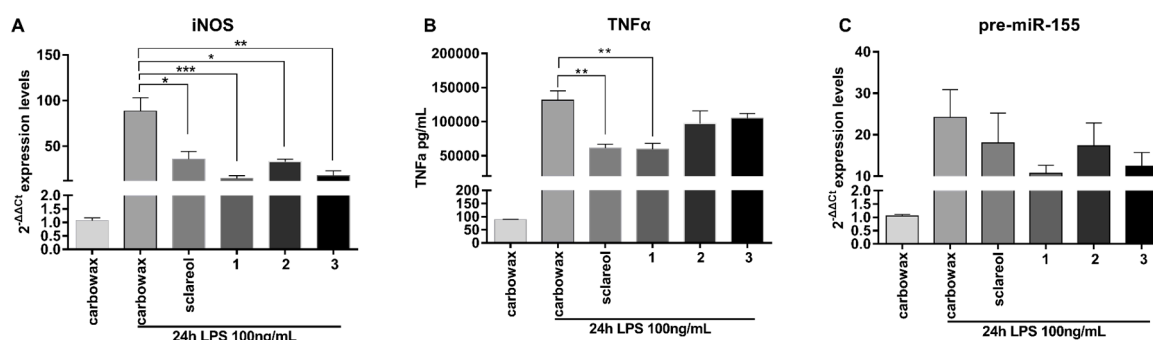 A
iNOS
**
*
***
*
2-ΔΔCt expression levels
150
100
50
2.0
1.5
1.0
0.5
0.0
carbowax
carbowax
sclareol
1
2
3
24h LPS 100ng/mL
B
TNFα
**
**
TNFa pg/mL
200000
150000
100000
50000
200
150
100
50
0
carbowax
carbowax
sclareol
1
2
3
24h LPS 100ng/mL
C
pre-miR-155
2-ΔΔCt expression levels
40
30
20
10
2.0
1.5
1.0
0.5
0.0
carbowax
carbowax
sclareol
1
2
3
24h LPS 100ng/mL